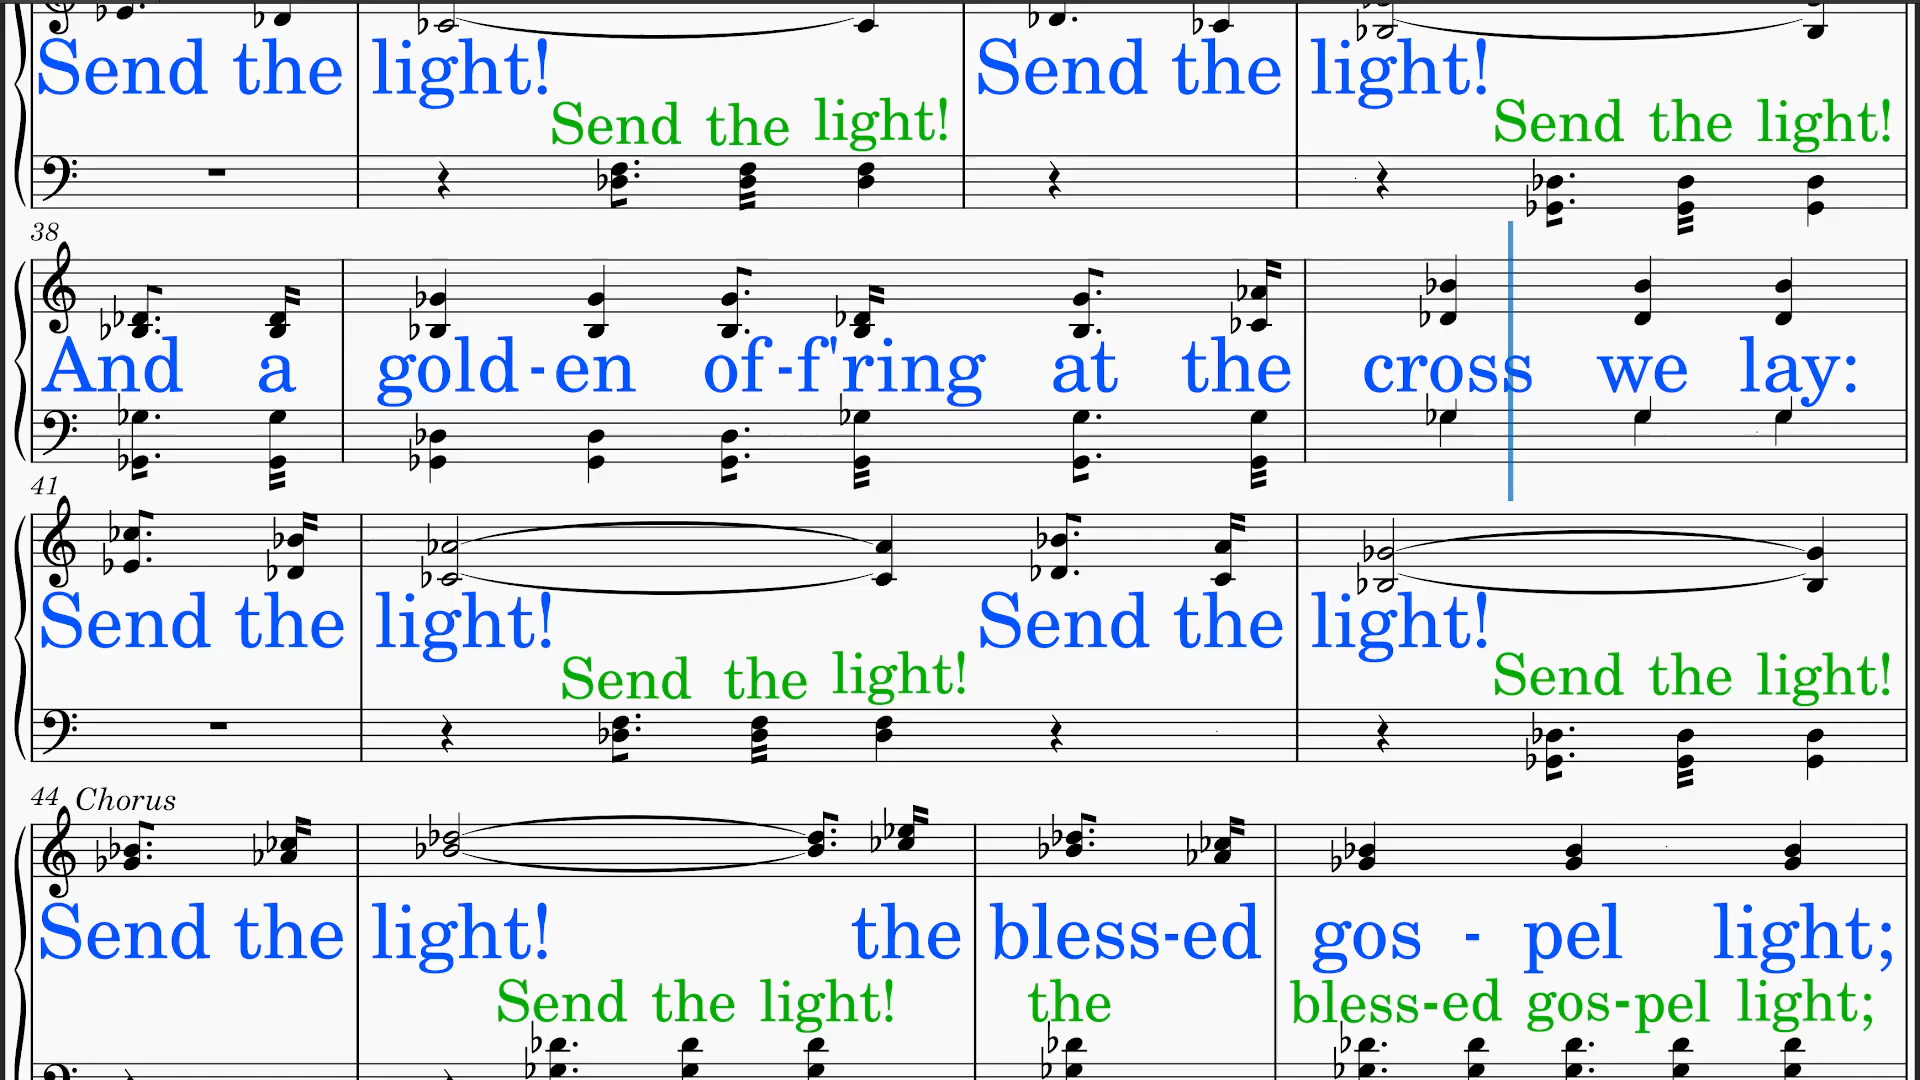 Send the light! Send the light!
Send the light! Send the light!
38
And a gold-en of-f'ring at the cross we lay:
41
Send the light! Send the light!
Send the light! Send the light!
44 Chorus
Send the light! the bless-ed gos - pel light;
Send the light! the bless-ed gos-pel light;